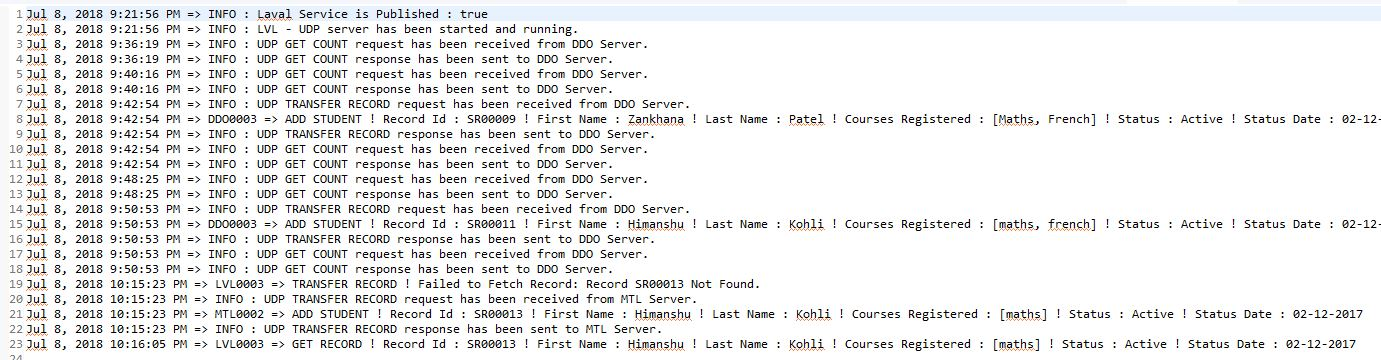 1 Jul 8, 2018 9:21:56 PM => INFO : Laval Service is Published : true
2 Jul 8, 2018 9:21:56 PM => INFO : LVL - UDP server has been started and running.
3 Jul 8, 2018 9:36:19 PM => INFO : UDP GET COUNT request has been received from DDO Server.
4 Jul 8, 2018 9:36:19 PM => INFO : UDP GET COUNT response has been sent to DDO Server.
5 Jul 8, 2018 9:40:16 PM => INFO : UDP GET COUNT request has been received from DDO Server.
6 Jul 8, 2018 9:40:16 PM => INFO : UDP GET COUNT response has been sent to DDO Server.
7 Jul 8, 2018 9:42:54 PM => INFO : UDP TRANSFER RECORD request has been received from DDO Server.
8 Jul 8, 2018 9:42:54 PM => DDO0003 => ADD STUDENT ! Record Id : SR00009 ! First Name : Zankhana ! Last Name : Patel ! Courses Registered : [Maths, French] ! Status : Active ! Status Date : 02-12-
9 Jul 8, 2018 9:42:54 PM => INFO : UDP TRANSFER RECORD response has been sent to DDO Server.
10 Jul 8, 2018 9:42:54 PM => INFO : UDP GET COUNT request has been received from DDO Server.
11 Jul 8, 2018 9:42:54 PM => INFO : UDP GET COUNT response has been sent to DDO Server.
12 Jul 8, 2018 9:48:25 PM => INFO : UDP GET COUNT request has been received from DDO Server.
13 Jul 8, 2018 9:48:25 PM => INFO : UDP GET COUNT response has been sent to DDO Server.
14 Jul 8, 2018 9:50:53 PM => INFO : UDP TRANSFER RECORD request has been received from DDO Server.
15 Jul 8, 2018 9:50:53 PM => DDO0003 => ADD STUDENT ! Record Id : SR00011 ! First Name : Himanshu ! Last Name : Kohli ! Courses Registered : [maths, french] ! Status : Active ! Status Date : 02-12-
16 Jul 8, 2018 9:50:53 PM => INFO : UDP TRANSFER RECORD response has been sent to DDO Server.
17 Jul 8, 2018 9:50:53 PM => INFO : UDP GET COUNT request has been received from DDO Server.
18 Jul 8, 2018 9:50:53 PM => INFO : UDP GET COUNT response has been sent to DDO Server.
19 Jul 8, 2018 10:15:23 PM => LVL0003 => TRANSFER RECORD ! Failed to Fetch Record: Record SR00013 Not Found.
20 Jul 8, 2018 10:15:23 PM => INFO : UDP TRANSFER RECORD request has been received from MTL Server.
21 Jul 8, 2018 10:15:23 PM => MTL0002 => ADD STUDENT ! Record Id : SR00013 ! First Name : Himanshu ! Last Name : Kohli ! Courses Registered : [maths] ! Status : Active ! Status Date : 02-12-2017
22 Jul 8, 2018 10:15:23 PM => INFO : UDP TRANSFER RECORD response has been sent to MTL Server.
23 Jul 8, 2018 10:16:05 PM => LVL0003 => GET RECORD ! Record Id : SR00013 ! First Name : Himanshu ! Last Name : Kohli ! Courses Registered : [maths] ! Status : Active ! Status Date : 02-12-2017
24